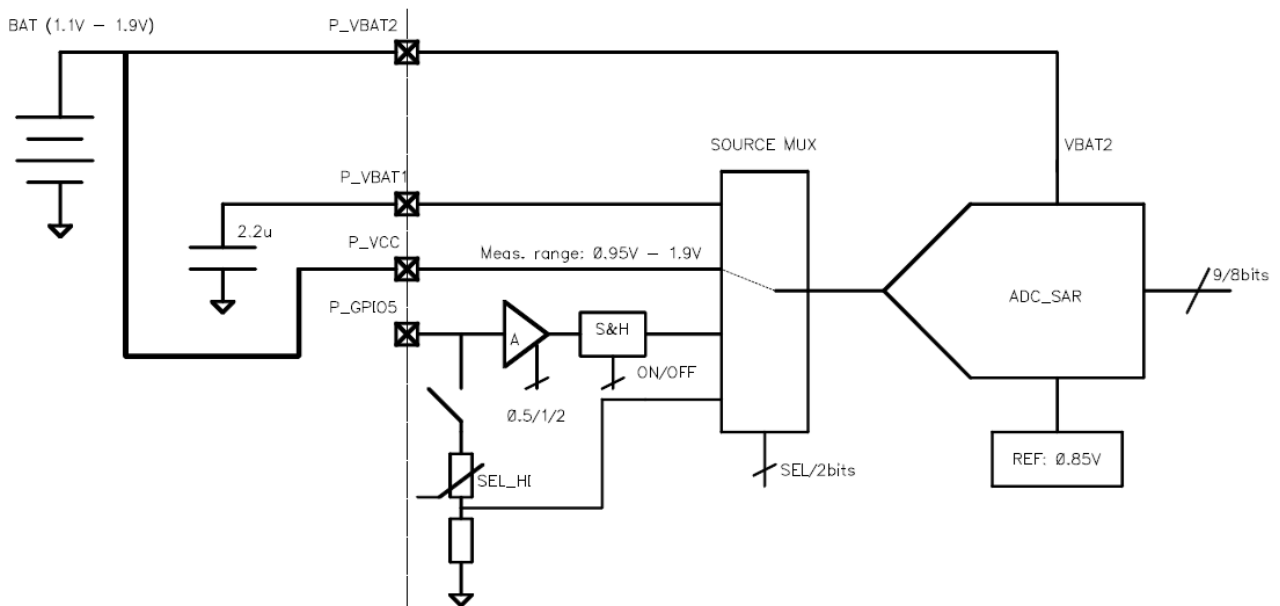 BAT (1.1V – 1.9V)
P_VBAT2
SOURCE MUX
VBAT2
P_VBAT1
2.2u
P_VCC
Meas. range: 0.95V – 1.9V
9/8bits
ADC_SAR
P_GPIO5
A
S&H
ON/OFF
0.5/1/2
REF: 0.85V
SEL_HI
SEL/2bits